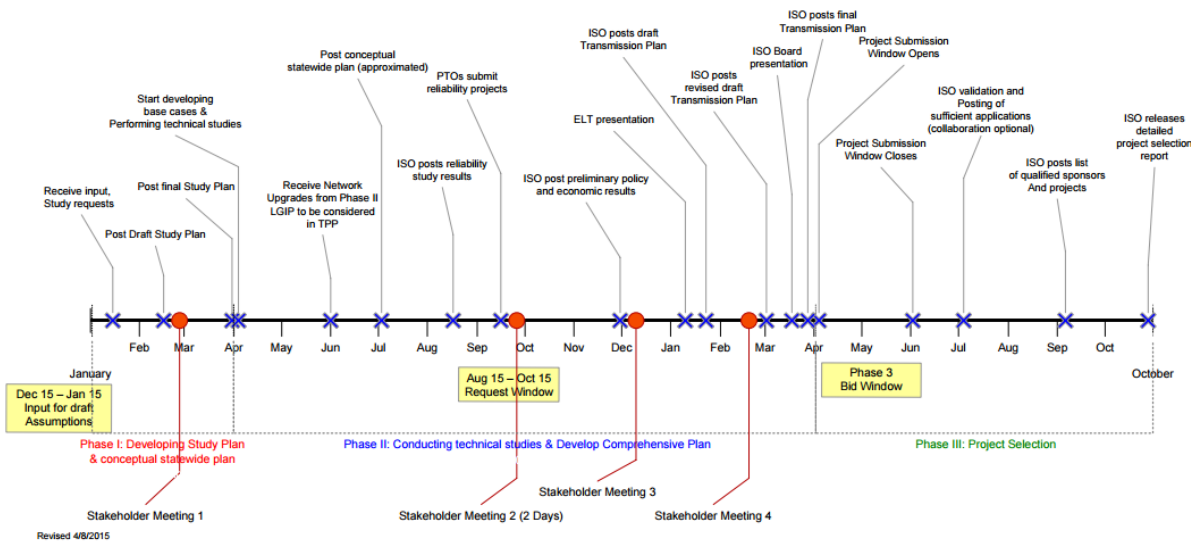 ISO posts final
Transmission Plan
ISO posts draft
Transmission Plan
Project Submission
Window Opens
Post conceptual
statewide plan (approximated)
ISO Board
presentation
PTOs submit
reliability projects
ISO posts
revised draft
Transmission Plan
ISO validation and
Posting of
sufficient applications
(collaboration optional)
Start developing
base cases &
Performing technical studies
ISO releases
detailed
project selection
report
ELT presentation
Project Submission
Window Closes
ISO posts reliability
study results
ISO posts list
of qualified sponsors
And projects
Receive input,
Study requests
Post final Study Plan
Receive Network
Upgrades from Phase II
LGIP to be considered
in TPP
ISO post preliminary policy
and economic results
Post Draft Study Plan
Feb Mar Apr May Jun Jul Aug Sep Oct Nov Dec Jan Feb Mar Apr May Jun Jul Aug Sep Oct
January
October
Dec 15 – Jan 15
Input for draft
Assumptions
Aug 15 – Oct 15
Request Window
Phase 3
Bid Window
Phase I: Developing Study Plan
& conceptual statewide plan
Phase II: Conducting technical studies & Develop Comprehensive Plan
Phase III: Project Selection
Stakeholder Meeting 1
Stakeholder Meeting 2 (2 Days)
Stakeholder Meeting 3
Stakeholder Meeting 4
Revised 4/8/2015